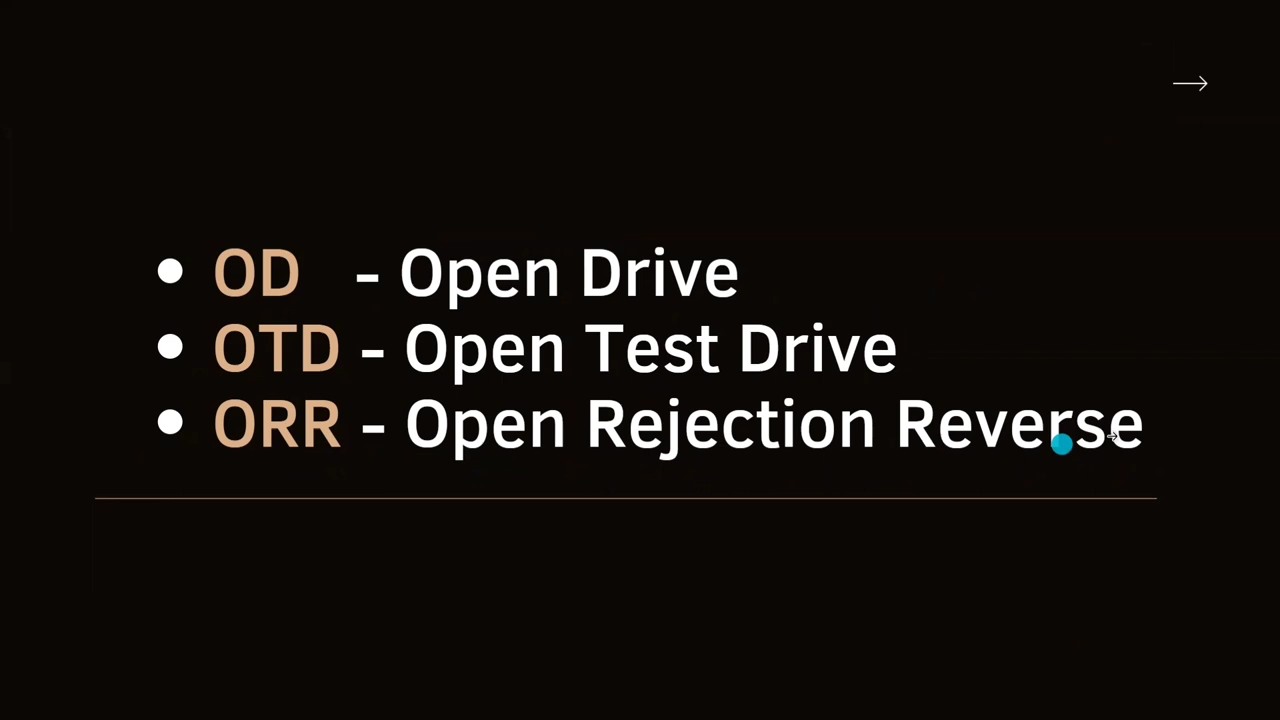 • OD - Open Drive
• OTD - Open Test Drive
• ORR - Open Rejection Reverse